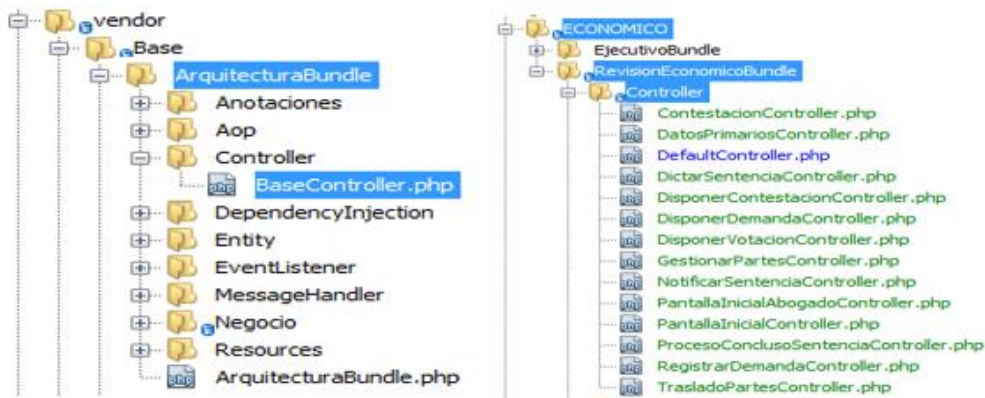 vendor
Base
ArquitecturaBundle
Anotaciones
Aop
Controller
BaseController.php
DependencyInjection
Entity
EventListener
MessageHandler
Negocio
Resources
ArquitecturaBundle.php
ECONOMICO
EjecutivoBundle
RevisionEconomicoBundle
Controller
ContestacionController.php
DatosPrimariosController.php
DefaultController.php
DictarSentenciaController.php
DisponerContestacionController.php
DisponerDemandaController.php
DisponerVotacionController.php
GestionarPartesController.php
NotificarSentenciaController.php
PantallaInicialAbogadoController.php
PantallaInicialController.php
ProcesoConclusoSentenciaController.php
RegistrarDemandaController.php
TrasladoPartesController.php